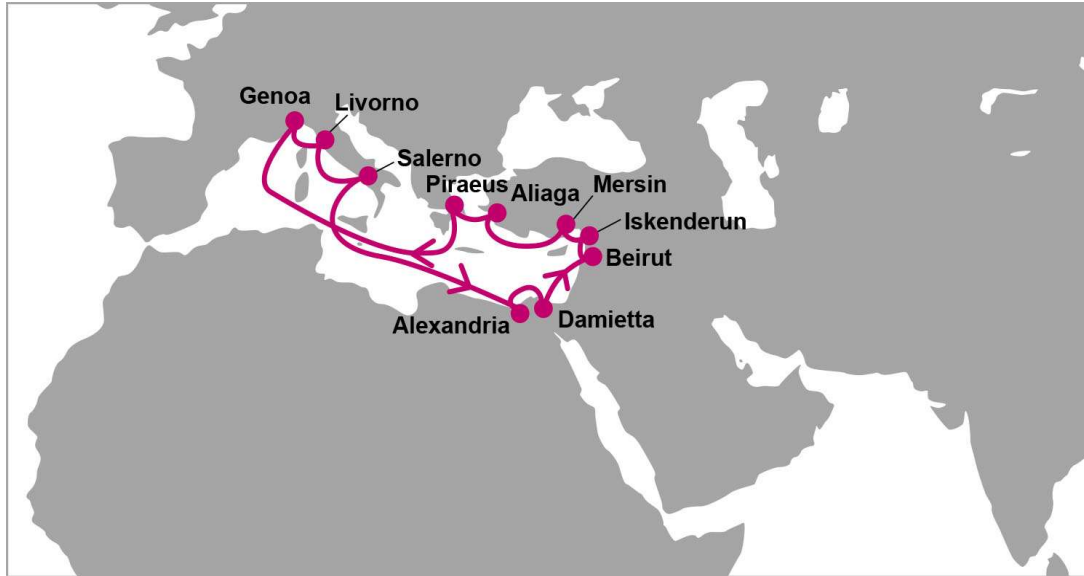 Genoa
Livorno
Salerno
Piraeus
Aliaga
Mersin
Iskenderun
Beirut
Alexandria
Damietta